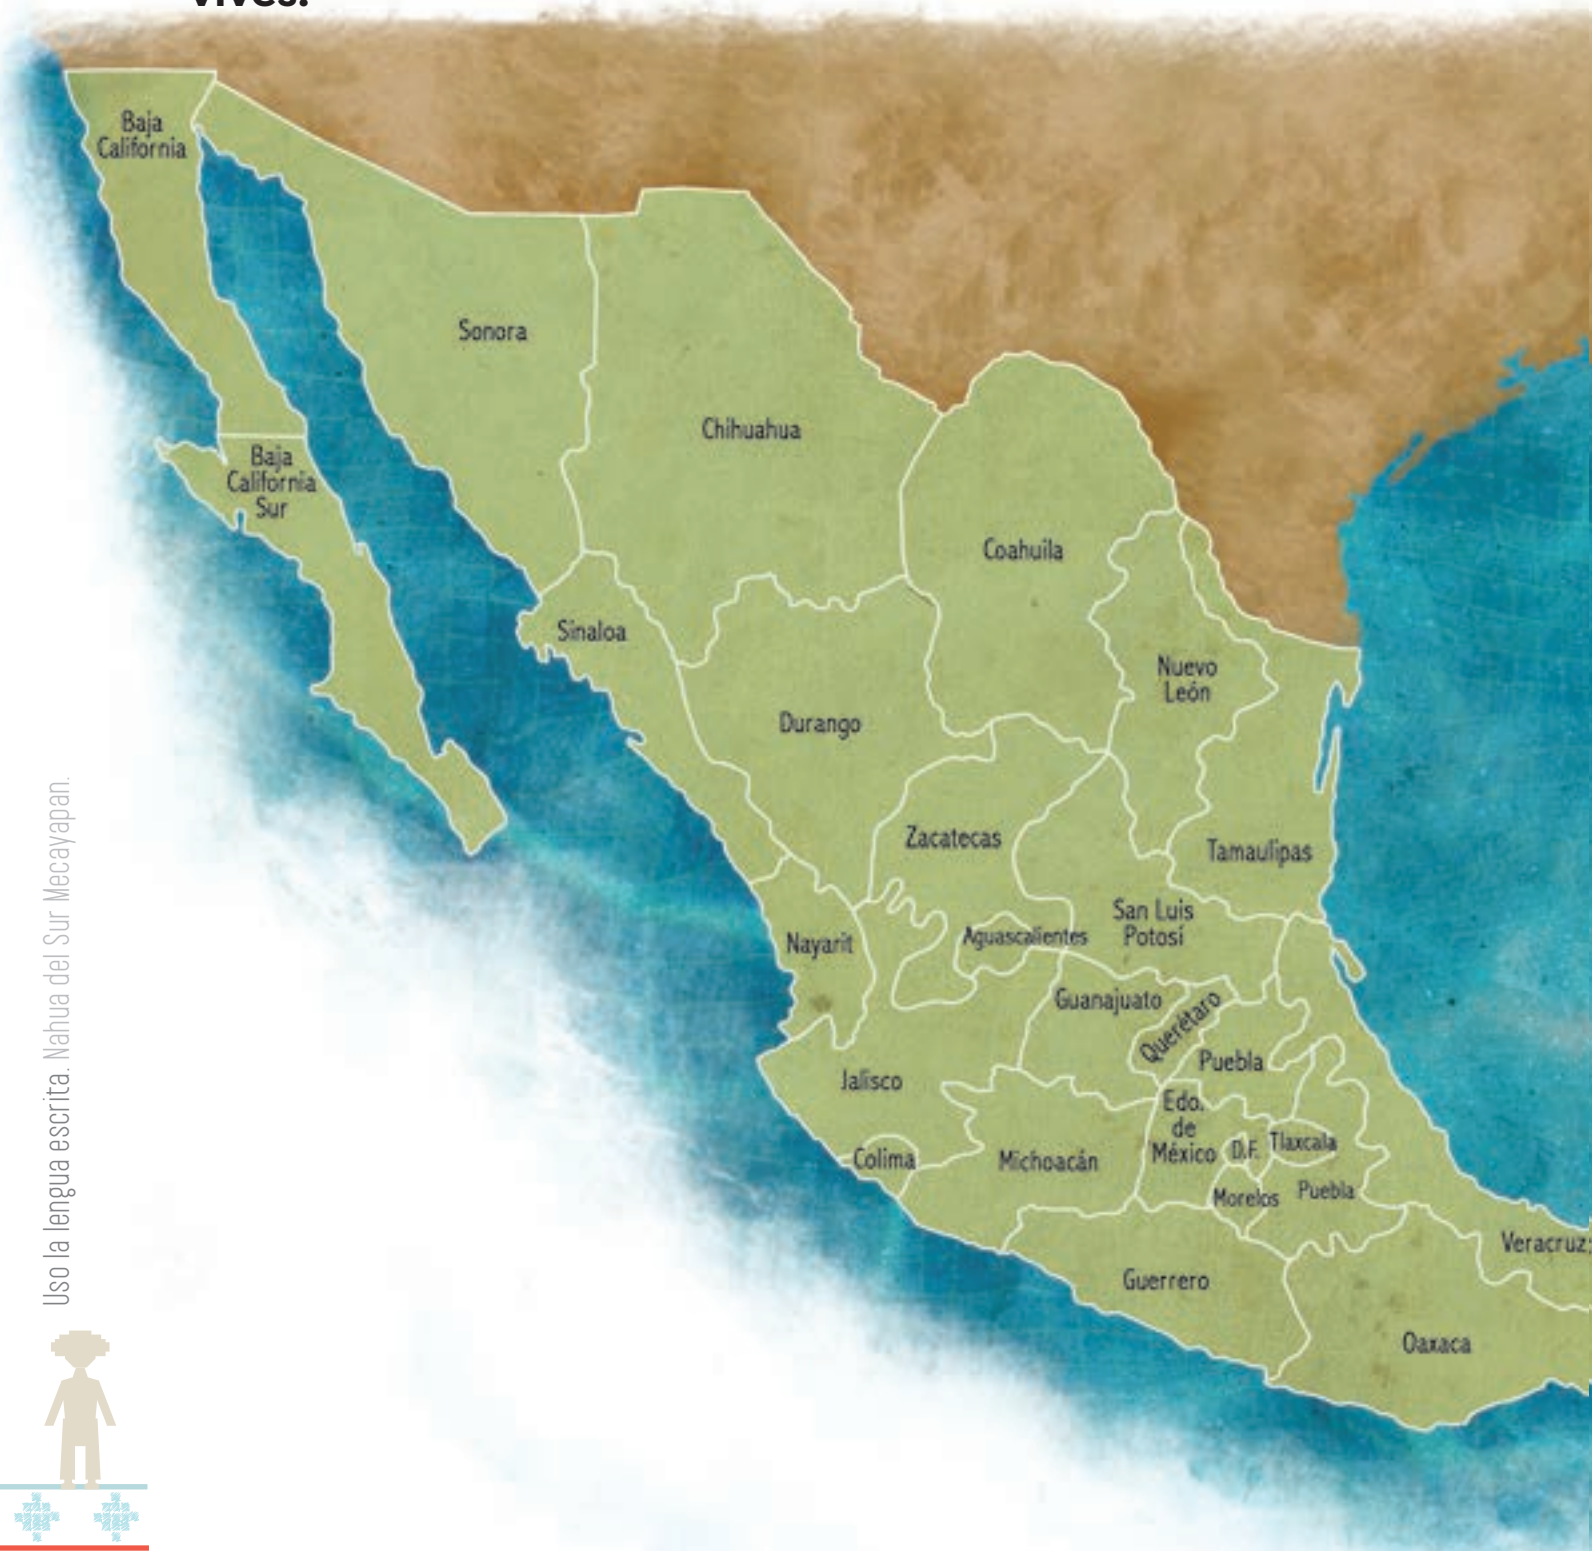 vives.
Baja
California
Sonora
Chihuahua
Baja
California
Sur
Coahuila
Sinaloa
Nuevo
León
Durango
Zacatecas
Tamaulipas
San Luis
Potosí
Aguascalientes
Nayarit
Guanajuato
Querétaro
Puebla
Jalisco
Edo.
de
México
D.F.
Tlaxcala
Colima
Michoacán
Morelos
Puebla
Veracruz
Guerrero
Oaxaca
Uso la lengua escrita. Nahua del Sur Mecayapan.